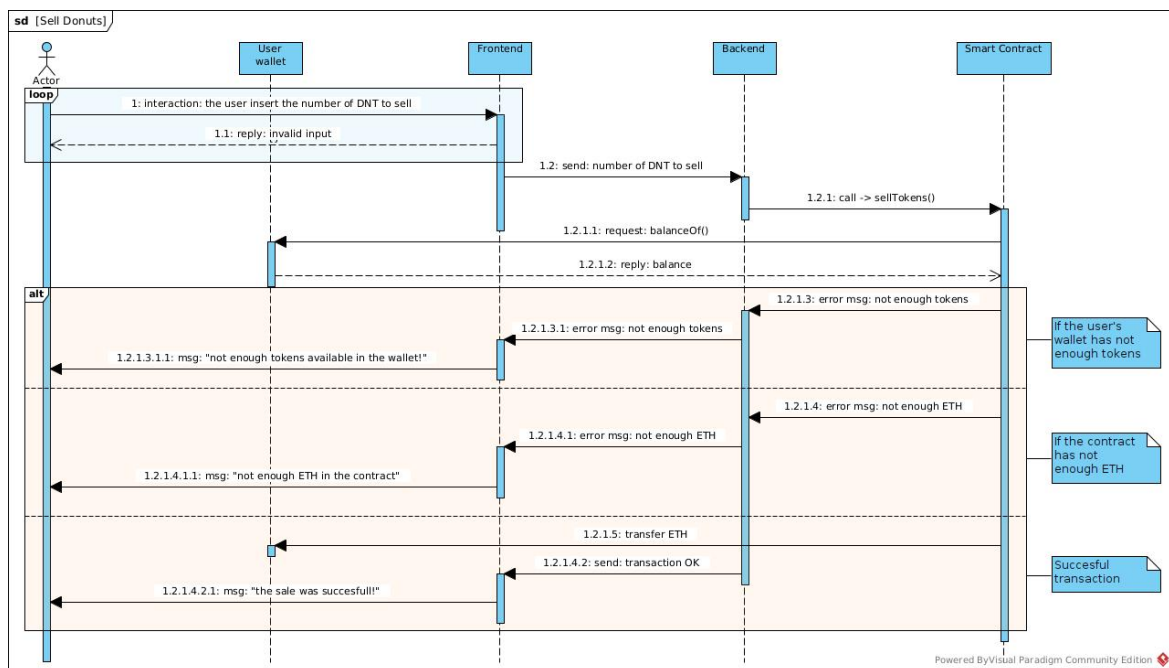 sd [Sell Donuts]
User
wallet
Frontend
Backend
Smart Contract
Actor
loop
1: interaction: the user insert the number of DNT to sell
1.1: reply: invalid input
1.2: send: number of DNT to sell
1.2.1: call -> sellTokens()
1.2.1.1: request: balanceOf()
1.2.1.2: reply: balance
alt
1.2.1.3: error msg: not enough tokens
1.2.1.3.1: error msg: not enough tokens
1.2.1.3.1.1: msg: "not enough tokens available in the wallet!"
If the user's
wallet has not
enough tokens
1.2.1.4: error msg: not enough ETH
1.2.1.4.1: error msg: not enough ETH
1.2.1.4.1.1: msg: "not enough ETH in the contract"
If the contract
has not
enough ETH
1.2.1.5: transfer ETH
1.2.1.4.2: send: transaction OK
1.2.1.4.2.1: msg: "the sale was succesfull!"
Succesful
transaction
Powered ByVisual Paradigm Community Edition